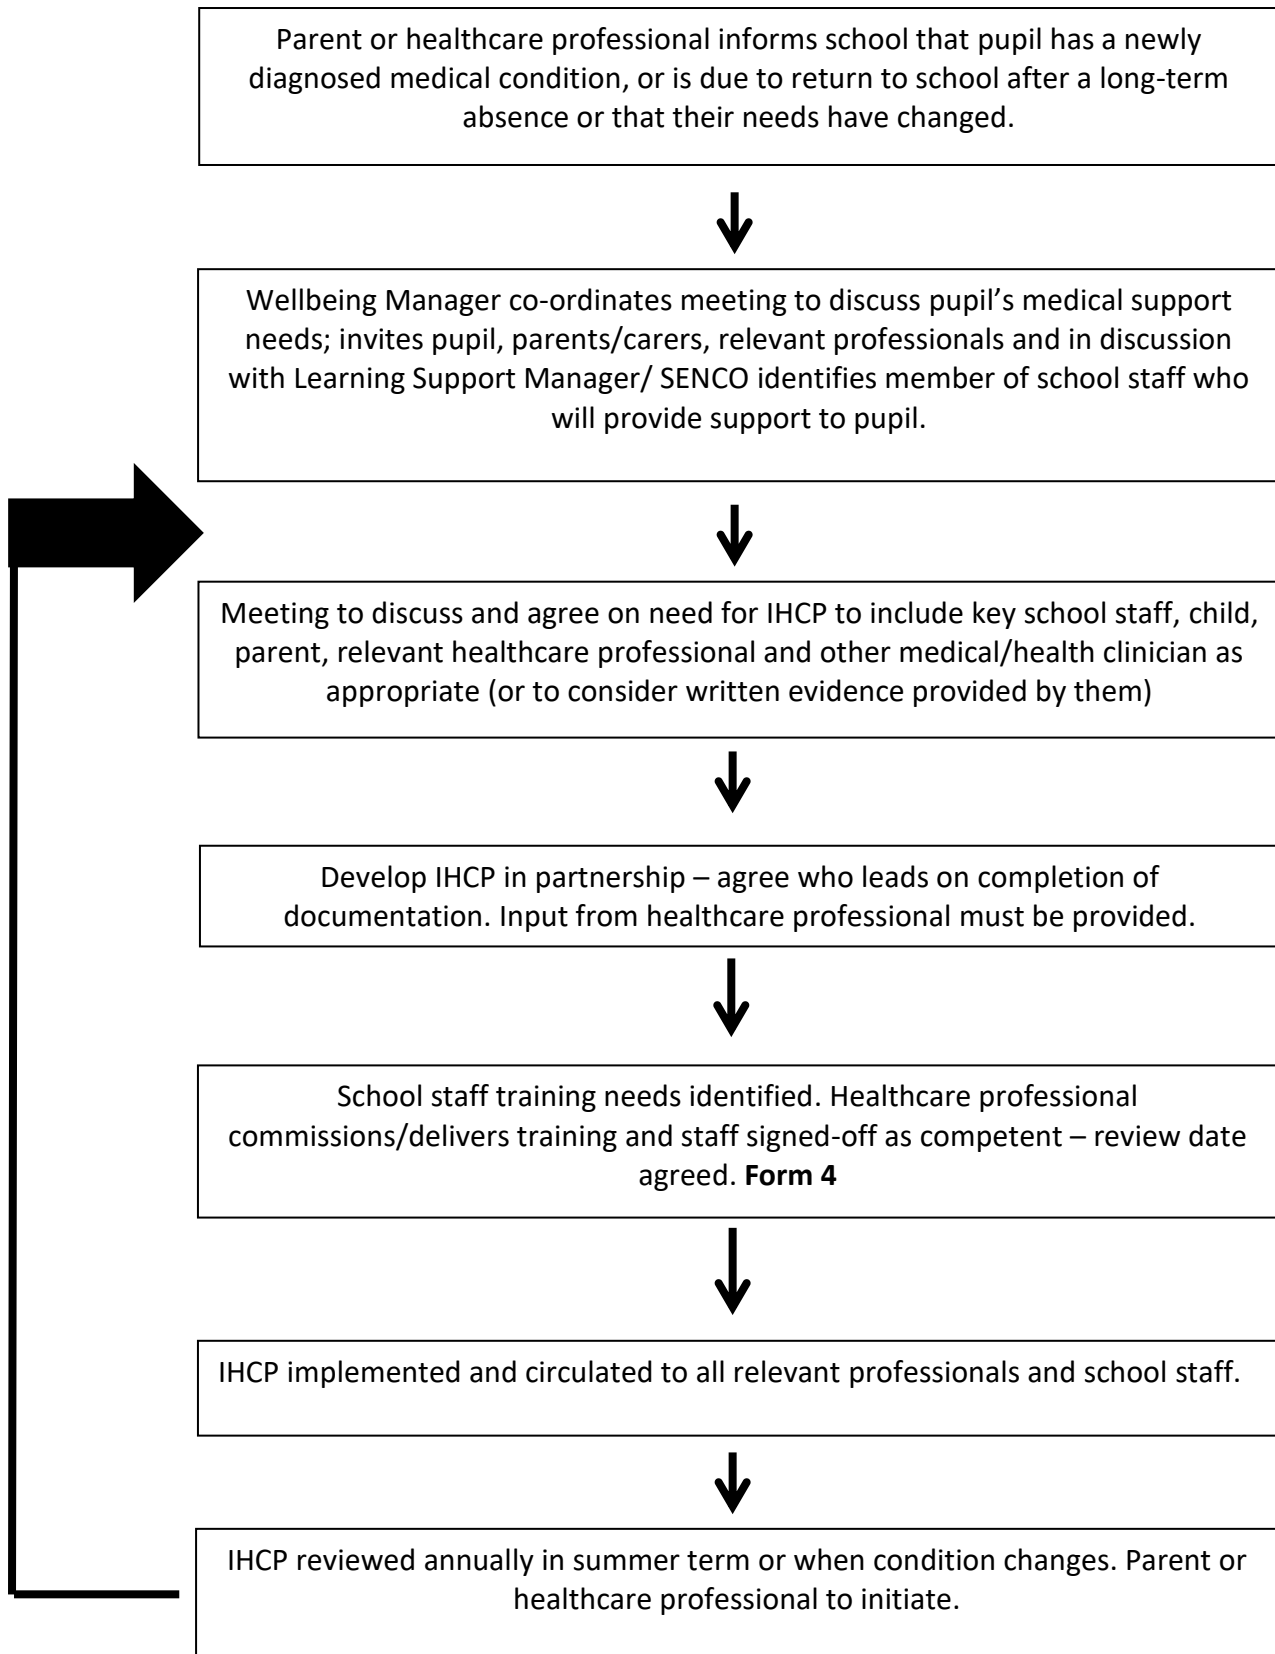 Parent or healthcare professional informs school that pupil has a newly
diagnosed medical condition, or is due to return to school after a long-term
absence or that their needs have changed.
Wellbeing Manager co-ordinates meeting to discuss pupil’s medical support
needs; invites pupil, parents/carers, relevant professionals and in discussion
with Learning Support Manager/ SENCO identifies member of school staff who
will provide support to pupil.
Meeting to discuss and agree on need for IHCP to include key school staff, child,
parent, relevant healthcare professional and other medical/health clinician as
appropriate (or to consider written evidence provided by them)
Develop IHCP in partnership – agree who leads on completion of
documentation. Input from healthcare professional must be provided.
School staff training needs identified. Healthcare professional
commissions/delivers training and staff signed-off as competent – review date
agreed. Form 4
IHCP implemented and circulated to all relevant professionals and school staff.
IHCP reviewed annually in summer term or when condition changes. Parent or
healthcare professional to initiate.